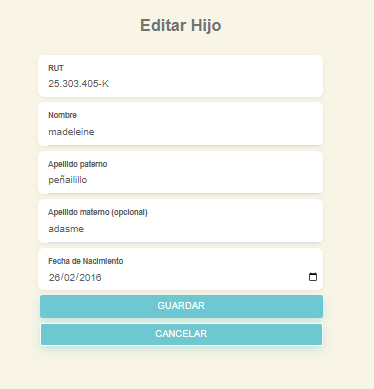 Editar Hijo
RUT
25.303.405-K
Nombre
madeleine
Apellido paterno
peñailillo
Apellido materno (opcional)
adasme
Fecha de Nacimiento
26/02/2016
GUARDAR
CANCELAR